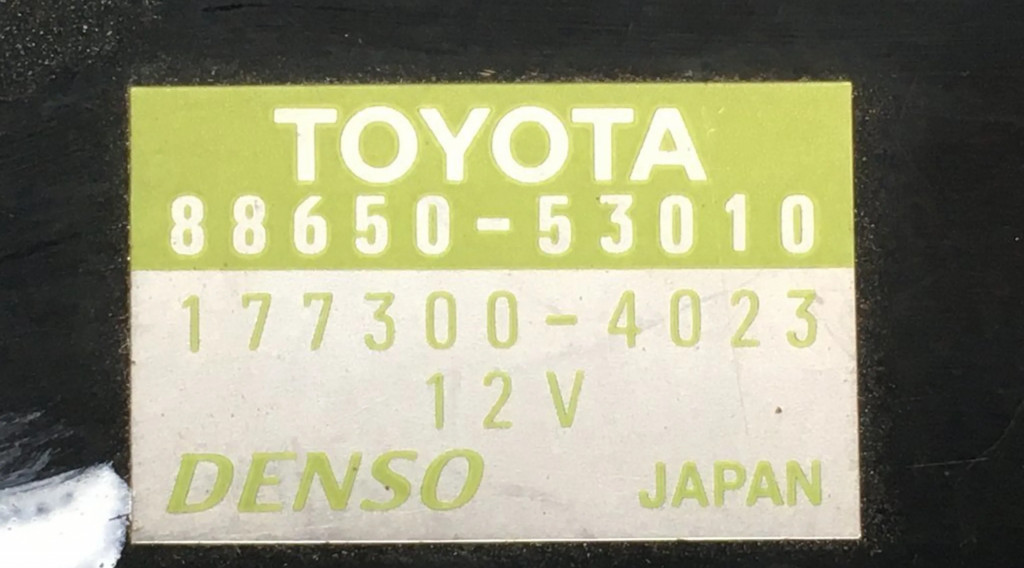 TOYOTA
88650-53010
177300-4023
12V
DENSO JAPAN